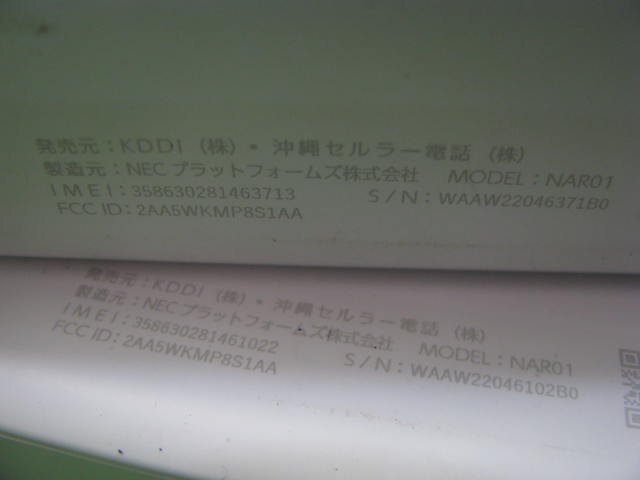 発売元：KDDI（株）・沖縄セルラー電話（株）
製造元：NECプラットフォームズ株式会社 MODEL：NAR01
IMEI：358630281463713 S/N：WAAW22046371B0
FCC ID：2AA5WKMP8S1AA
発売元：KDDI（株）・沖縄セルラー電話（株）
製造元：NECプラットフォームズ株式会社 MODEL：NAR01
IMEI：358630281461022 S/N：WAAW22046102B0
FCC ID：2AA5WKMP8S1AA